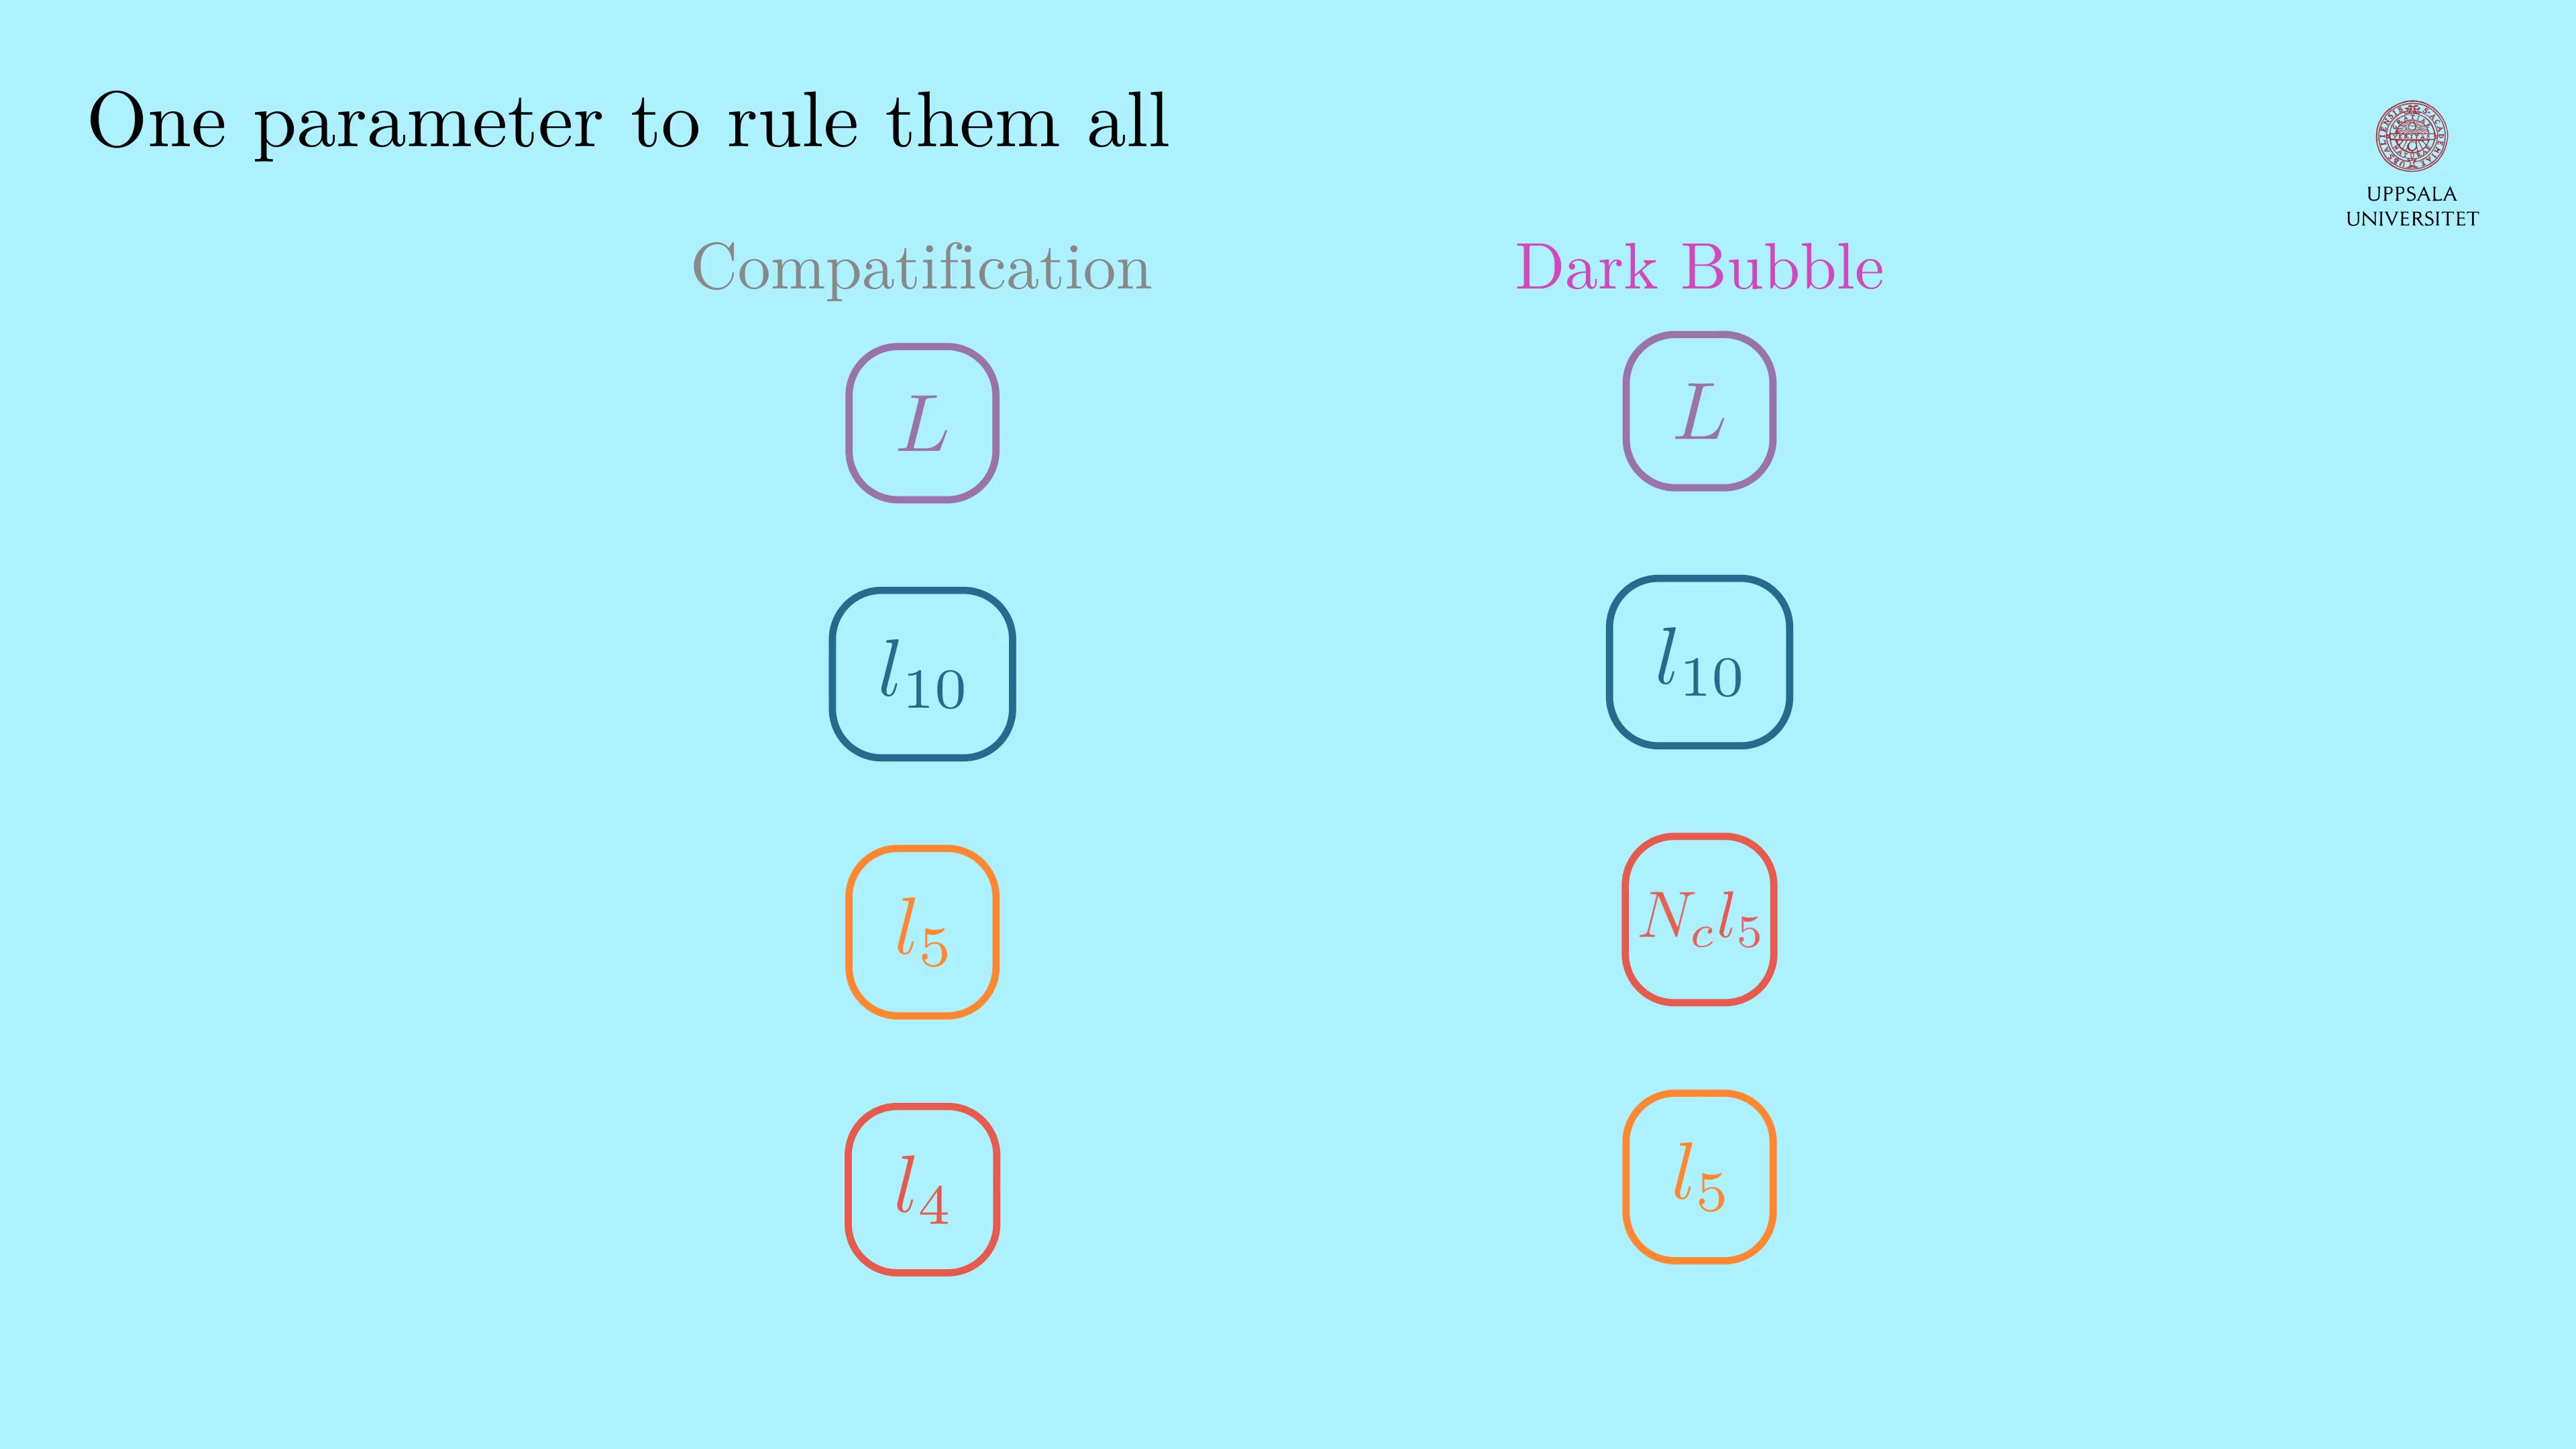 One parameter to rule them all
UPPSALA
UNIVERSITET
Compatification
Dark Bubble
L
L
l_{10}
l_{10}
l_5
N_c l_5
l_4
l_5